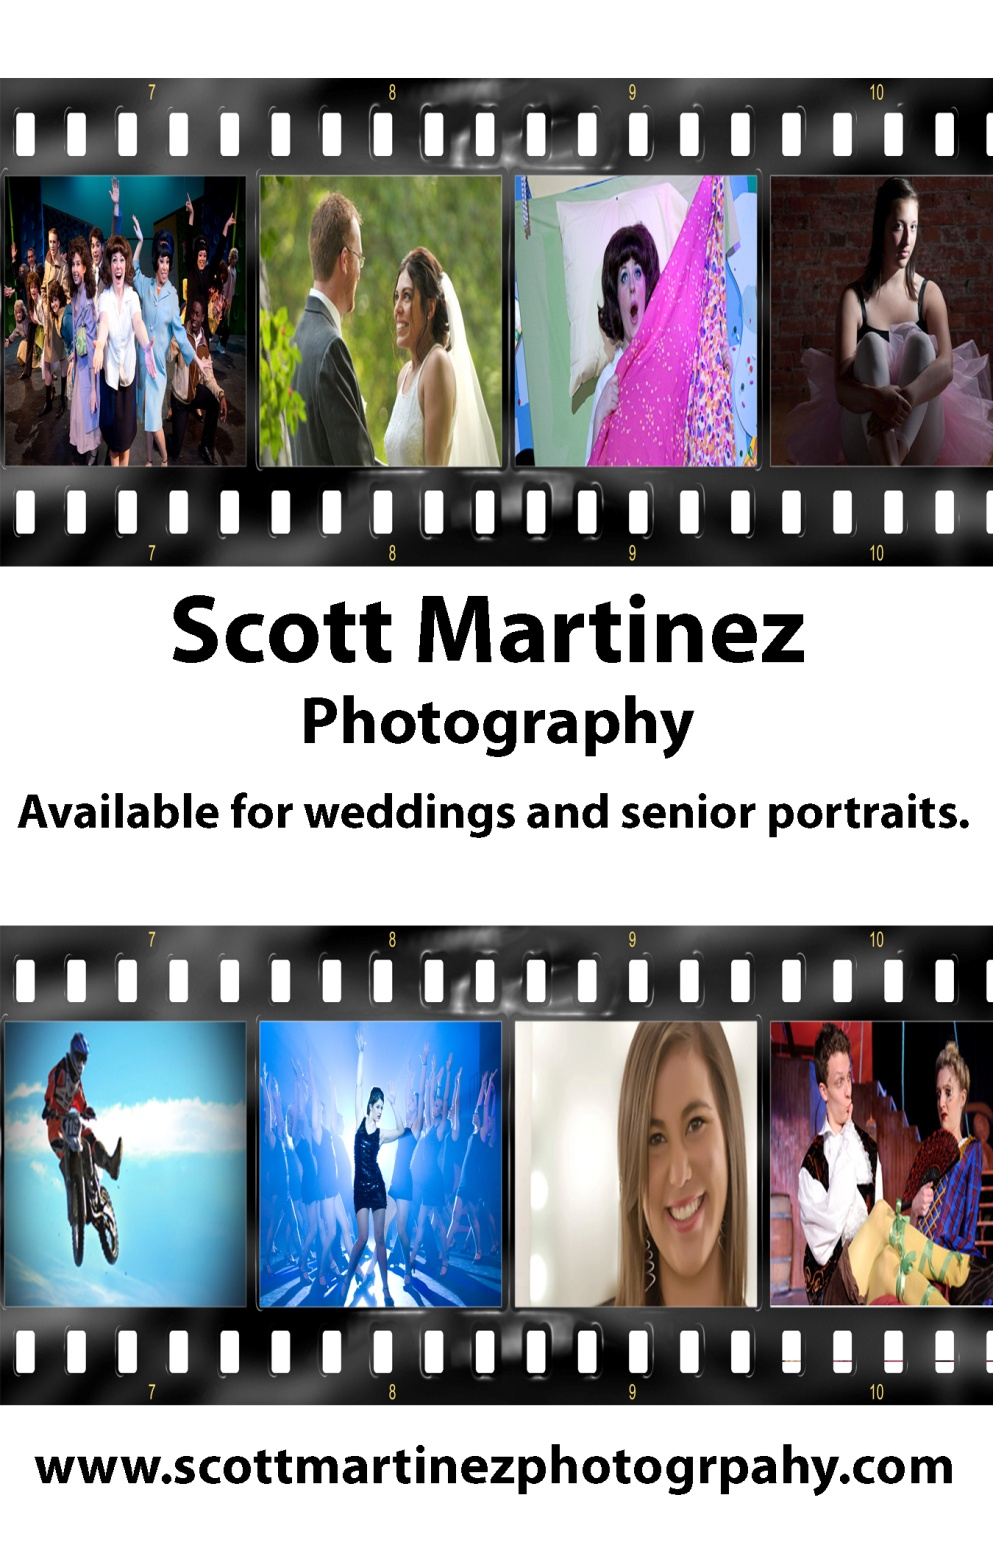 7 8 9 10
7 8 9 10
Scott Martinez
Photography
Available for weddings and senior portraits.
7 8 9 10
7 8 9 10
www.scottmartinezphotogrpahy.com